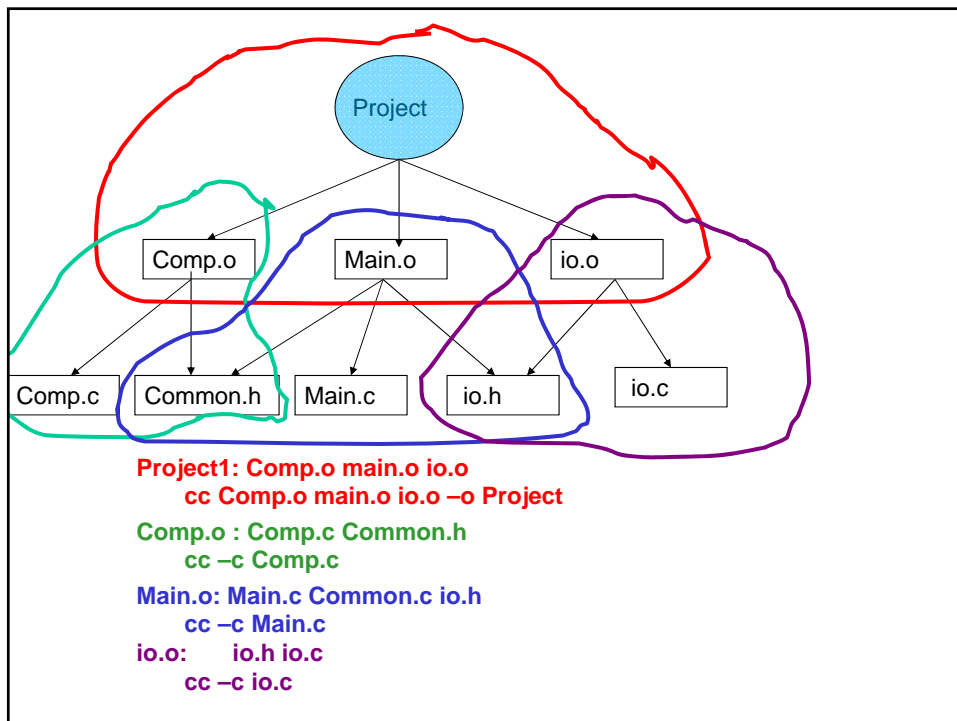 Project
Comp.o
Main.o
io.o
Comp.c
Common.h
Main.c
io.h
io.c
Project1: Comp.o main.o io.o
cc Comp.o main.o io.o –o Project
Comp.o : Comp.c Common.h
cc –c Comp.c
Main.o: Main.c Common.c io.h
cc –c Main.c
io.o: io.h io.c
cc –c io.c